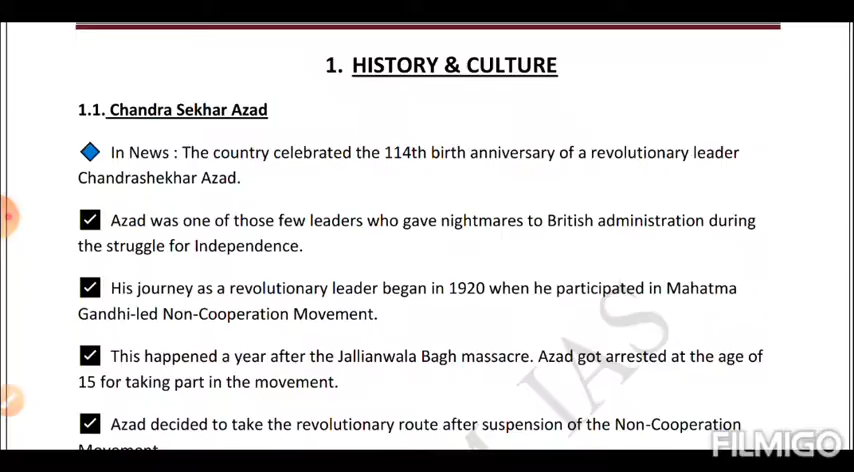 1. HISTORY & CULTURE
1.1. Chandra Sekhar Azad
In News : The country celebrated the 114th birth anniversary of a revolutionary leader
Chandrashekhar Azad.
Azad was one of those few leaders who gave nightmares to British administration during
the struggle for Independence.
His journey as a revolutionary leader began in 1920 when he participated in Mahatma
Gandhi-led Non-Cooperation Movement.
This happened a year after the Jallianwala Bagh massacre. Azad got arrested at the age of
15 for taking part in the movement.
Azad decided to take the revolutionary route after suspension of the Non-Cooperation
Movement.
IAS
FILMIGO